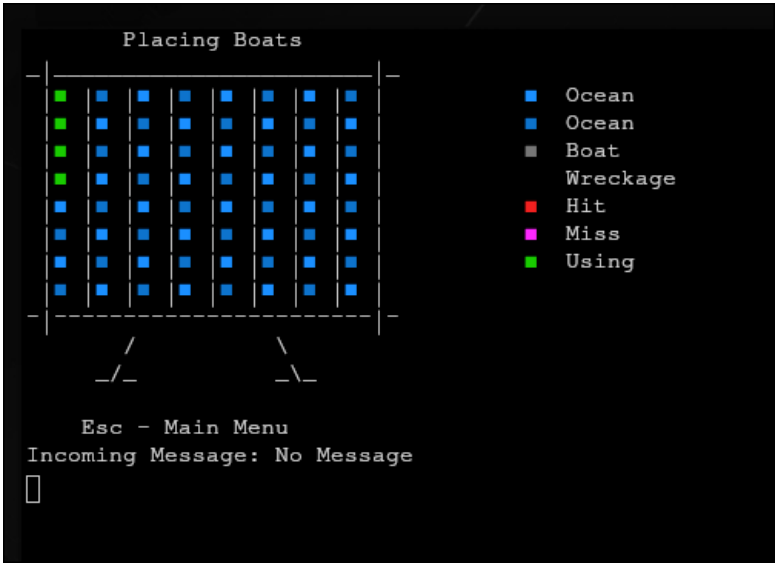 Placing Boats
Ocean
Ocean
Boat
Wreckage
Hit
Miss
Using
Esc - Main Menu
Incoming Message: No Message